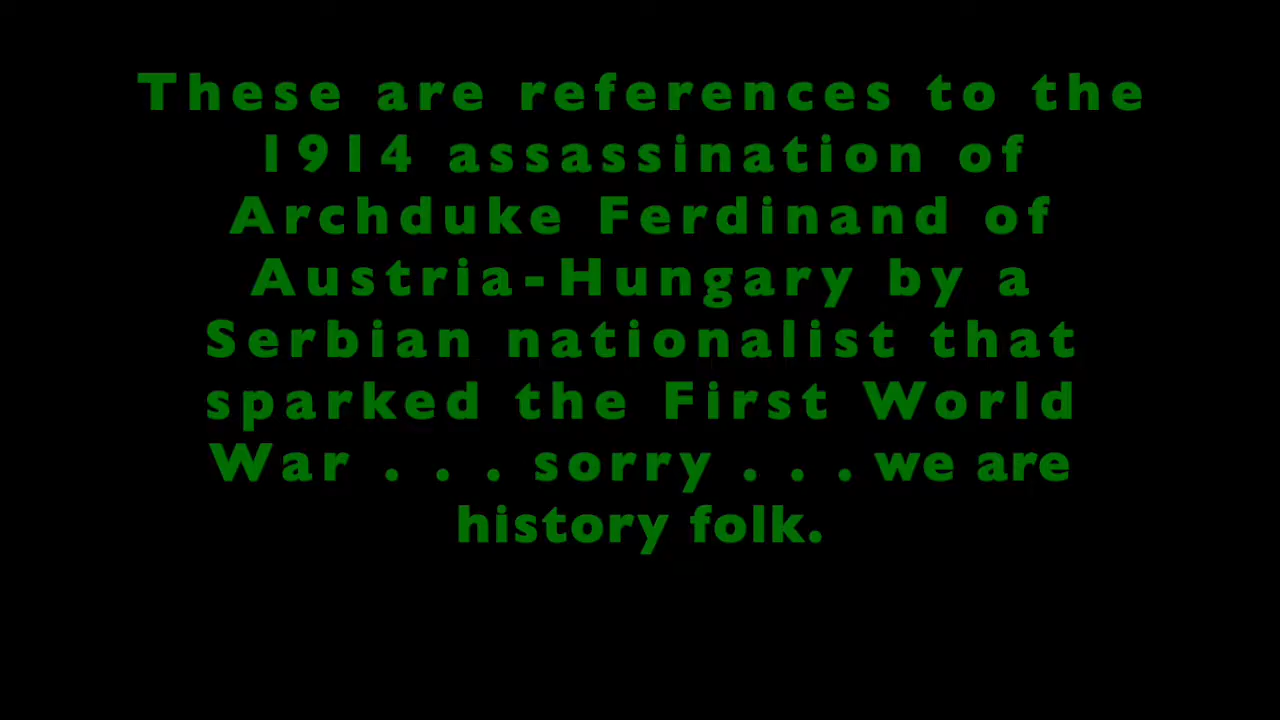 These are references to the
1914 assassination of
Archduke Ferdinand of
Austria-Hungary by a
Serbian nationalist that
sparked the First World
War . . . sorry . . . we are
history folk.